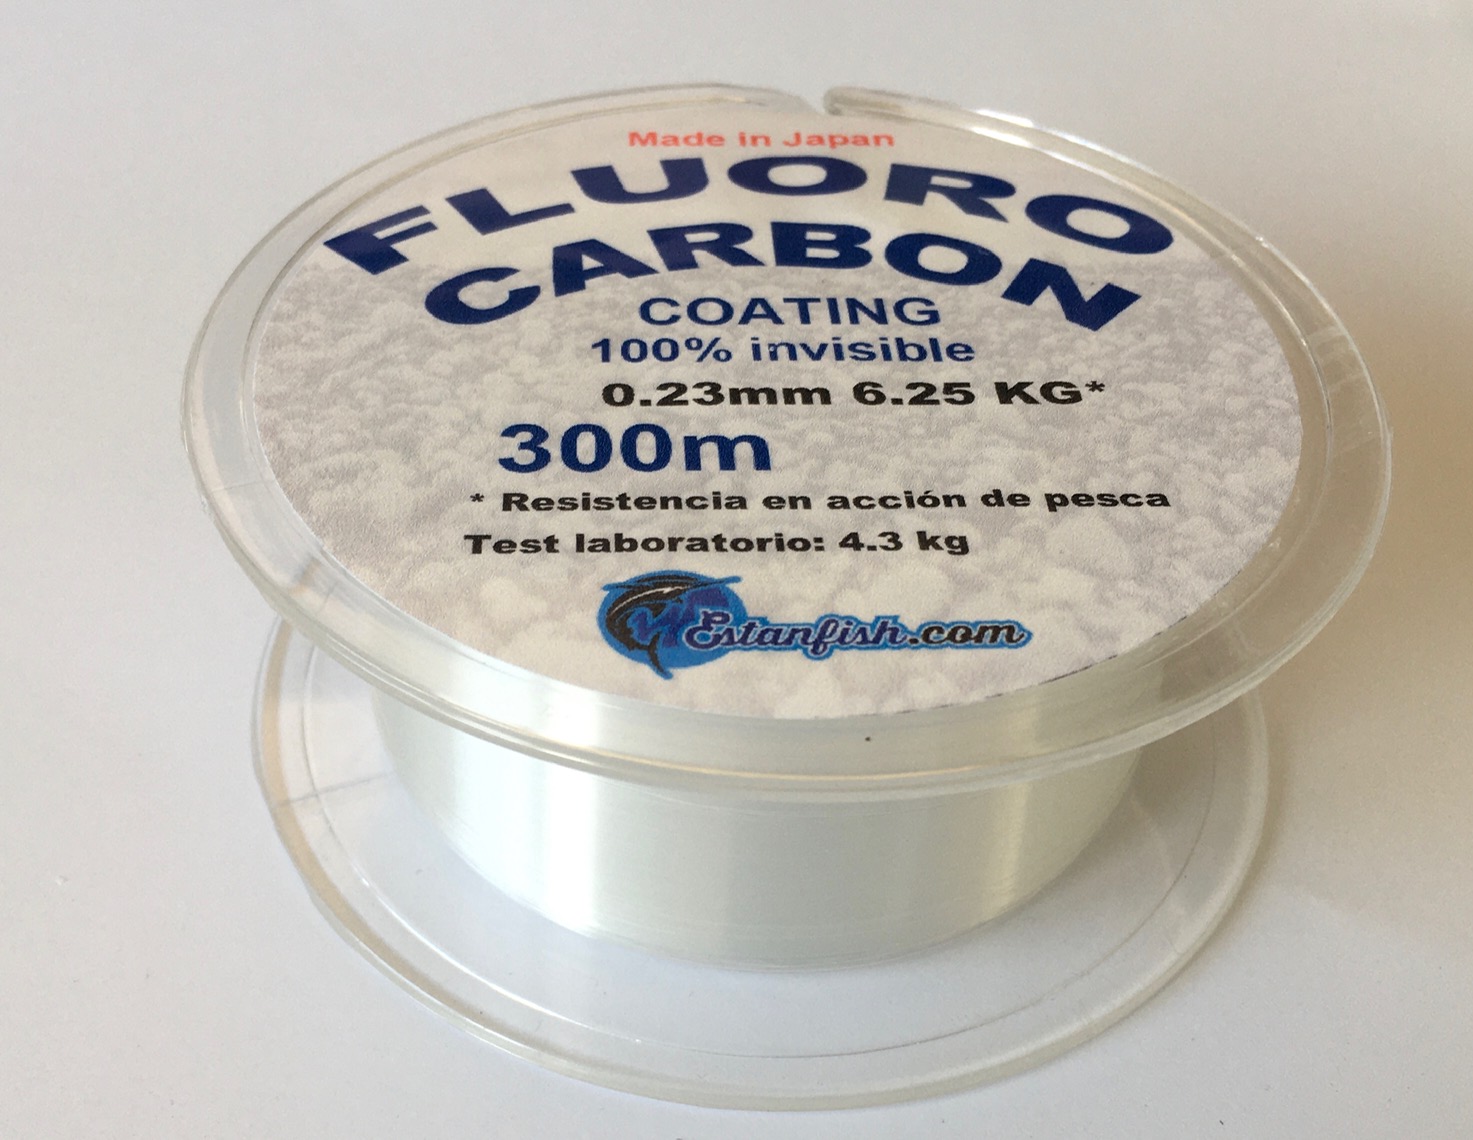 Made in Japan
FLUORO
CARBON
COATING
100% invisible
0.23mm 6.25 KG*
300m
* Resistencia en acción de pesca
Test laboratorio: 4.3 kg
Estanfish.com